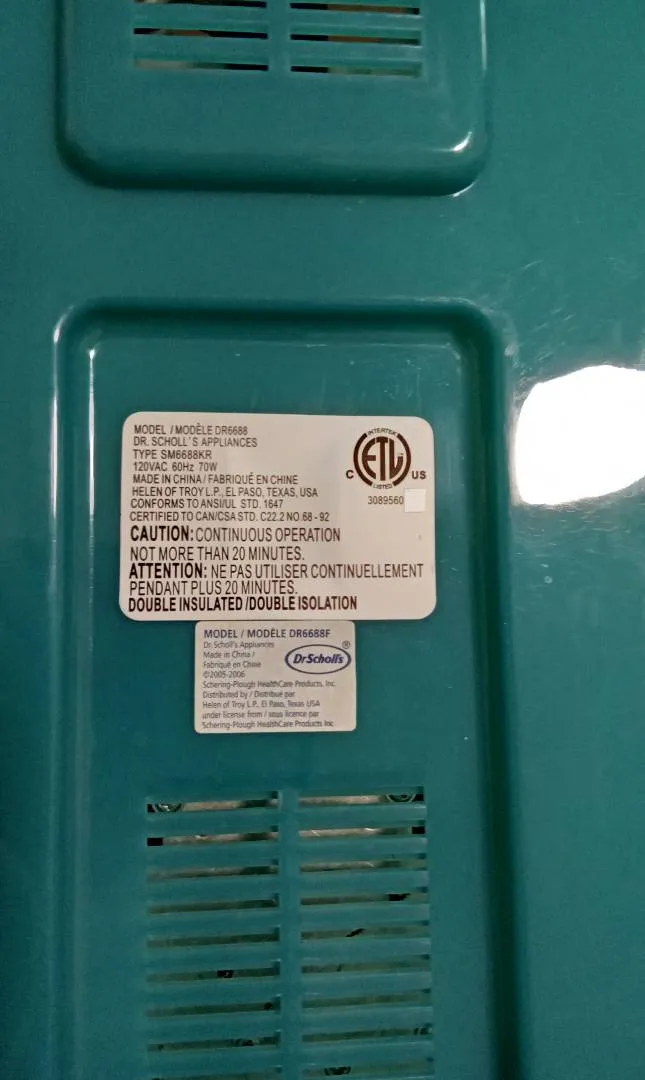 MODEL / MODÈLE DR6688
DR. SCHOLL'S APPLIANCES
TYPE SM6688KR
120VAC 60Hz 70W
MADE IN CHINA / FABRIQUÉ EN CHINE
HELEN OF TROY L.P., EL PASO, TEXAS, USA
CONFORMS TO ANSI/UL STD. 1647
CERTIFIED TO CAN/CSA STD. C22.2 NO.68 - 92
CAUTION: CONTINUOUS OPERATION
NOT MORE THAN 20 MINUTES.
ATTENTION: NE PAS UTILISER CONTINUELLEMENT
PENDANT PLUS 20 MINUTES.
DOUBLE INSULATED /DOUBLE ISOLATION
INTERTEK
C ETL US
LISTED
3089560
MODEL / MODÈLE DR6688F
Dr. Scholl's Appliances
Made in China /
Fabriqué en Chine
©2005-2006
Schering-Plough HealthCare Products, Inc.
Distributed by / Distribué par
Helen of Troy L.P., El Paso, Texas USA
under license from / sous licence par
Schering-Plough HealthCare Products Inc.
Dr.Scholl's ®